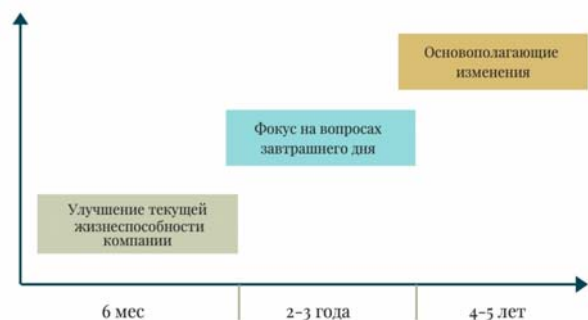 Основополагающие
изменения
Фокус на вопросах
завтрашнего дня
Улучшение текущей
жизнеспособности
компании
6 мес
2-3 года
4-5 лет